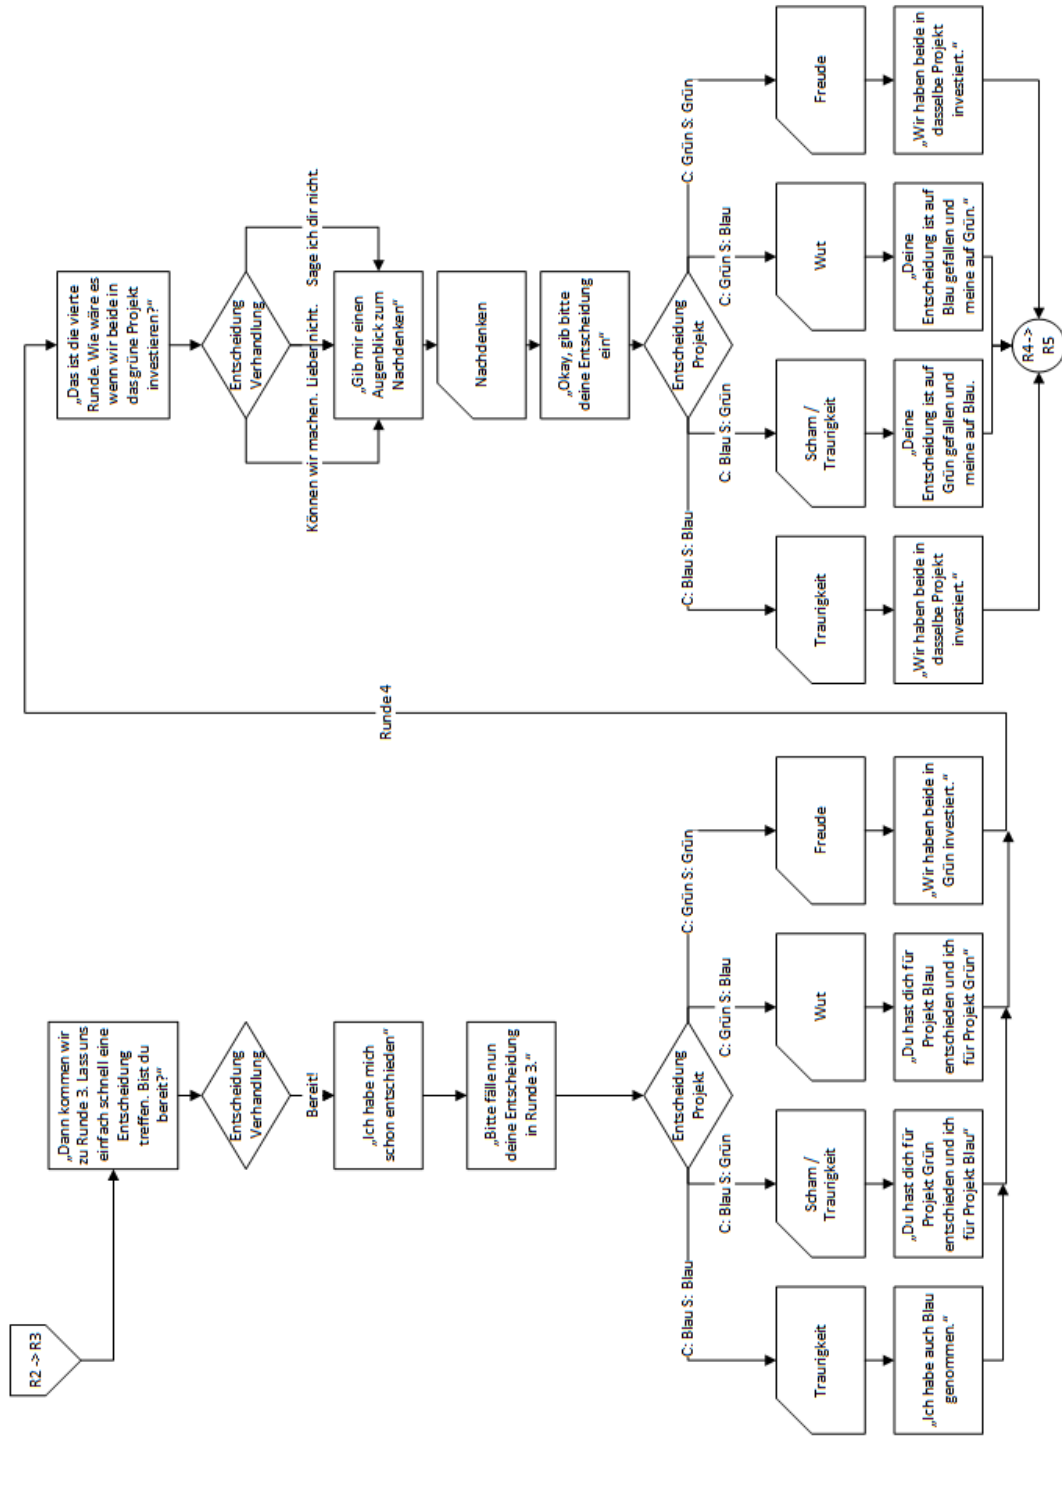 R2 -> R3
„Dann kommen wir
zu Runde 3. Lass uns
einfach schnell eine
Entscheidung
treffen. Bist du
bereit?“
Entscheidung
Verhandlung
Bereit!
„Ich habe mich
schon entschieden“
„Bitte fälle nun
deine Entscheidung
in Runde 3.“
Entscheidung
Projekt
C: Blau S: Blau
C: Blau S: Grün
C: Grün S: Blau
C: Grün S: Grün
Traurigkeit
Scham /
Traurigkeit
Wut
Freude
„Ich habe auch Blau
genommen.“
„Du hast dich für
Projekt Grün
entschieden und ich
für Projekt Blau“
„Du hast dich für
Projekt Blau
entschieden und ich
für Projekt Grün“
„Wir haben beide in
Grün investiert.“
Runde 4
„Das ist die vierte
Runde. Wie wäre es
wenn wir beide in
das grüne Projekt
investieren?“
Entscheidung
Verhandlung
Können wir machen.
Lieber nicht.
Sage ich dir nicht.
„Gib mir einen
Augenblick zum
Nachdenken“
Nachdenken
„Okay, gib bitte
deine Entscheidung
ein“
Entscheidung
Projekt
C: Blau S: Blau
C: Blau S: Grün
C: Grün S: Blau
C: Grün S: Grün
Traurigkeit
Scham /
Traurigkeit
Wut
Freude
„Wir haben beide in
dasselbe Projekt
investiert.“
„Deine
Entscheidung ist auf
Grün gefallen und
meine auf Blau.
„Deine
Entscheidung ist auf
Blau gefallen und
meine auf Grün.“
„Wir haben beide in
dasselbe Projekt
investiert.“
R4->
R5